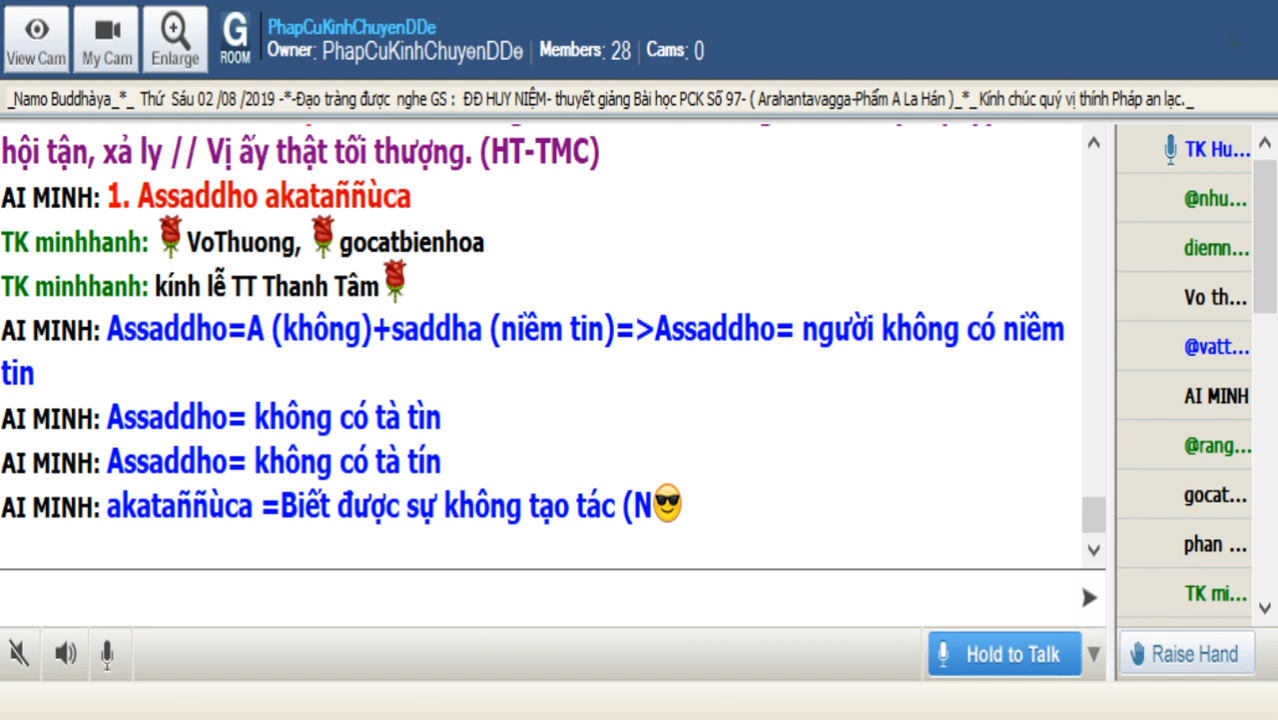 View Cam
My Cam
Enlarge
G
ROOM
PhapCuKinhChuyenDDe
Owner: PhapCuKinhChuyenDDe | Members: 28 | Cams: 0
_Namo Buddhàya_*_ Thứ Sáu 02 /08 /2019 -*-Đạo tràng được nghe GS : ĐĐ HUY NIỆM- thuyết giảng Bài học PCK Số 97- ( Arahantavagga-Phẩm A La Hán )_*_ Kính chúc quý vị thính Pháp an lạc._
hội tận, xả ly // Vị ấy thật tối thượng. (HT-TMC)
AI MINH: 1. Assaddho akataññùca
TK minhhanh: VoThuong, gocatbienhoa
TK minhhanh: kính lễ TT Thanh Tâm
AI MINH: Assaddho=A (không)+saddha (niềm tin)=>Assaddho= người không có niềm
tin
AI MINH: Assaddho= không có tà tìn
AI MINH: Assaddho= không có tà tín
AI MINH: akataññùca =Biết được sự không tạo tác (N
TK Hu...
@nhu...
diemn...
Vo th...
@vatt...
AI MINH
@rang...
gocat...
phan ...
TK mi...
Hold to Talk
Raise Hand